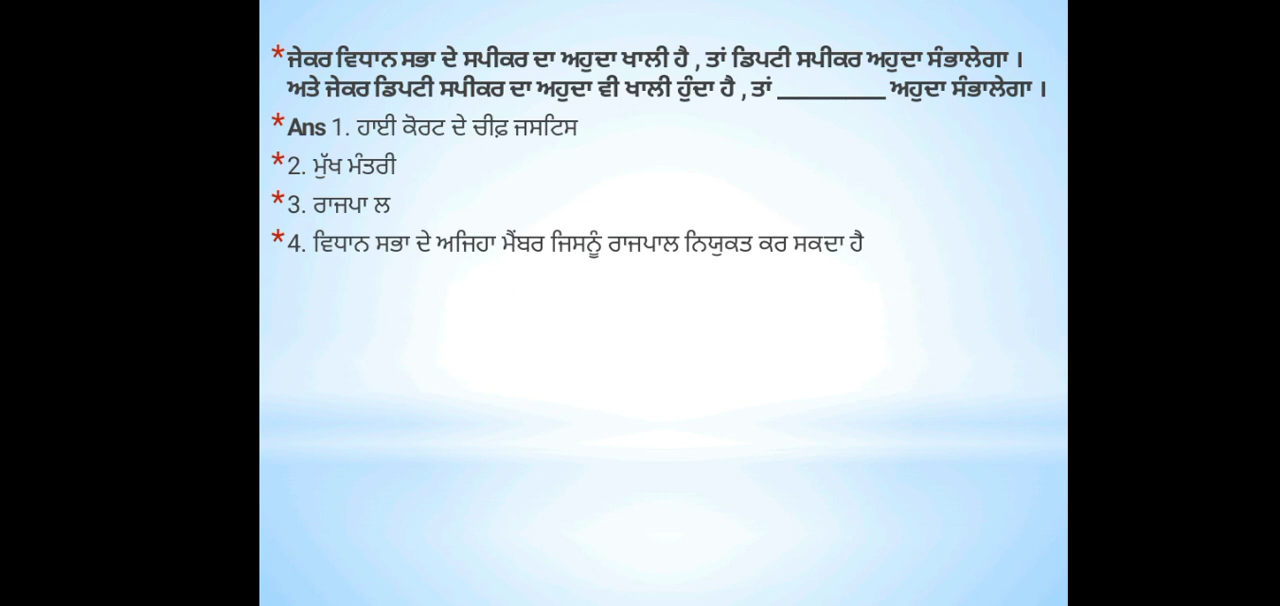 *ਜੇਕਰ ਵਿਧਾਨ ਸਭਾ ਦੇ ਸਪੀਕਰ ਦਾ ਅਹੁਦਾ ਖਾਲੀ ਹੈ , ਤਾਂ ਡਿਪਟੀ ਸਪੀਕਰ ਅਹੁਦਾ ਸੰਭਾਲੇਗਾ ।
ਅਤੇ ਜੇਕਰ ਡਿਪਟੀ ਸਪੀਕਰ ਦਾ ਅਹੁਦਾ ਵੀ ਖਾਲੀ ਹੁੰਦਾ ਹੈ , ਤਾਂ __________ ਅਹੁਦਾ ਸੰਭਾਲੇਗਾ ।
*Ans 1. ਹਾਈ ਕੋਰਟ ਦੇ ਚੀਫ਼ ਜਸਟਿਸ
*2. ਮੁੱਖ ਮੰਤਰੀ
*3. ਰਾਜਪਾ ਲ
*4. ਵਿਧਾਨ ਸਭਾ ਦੇ ਅਜਿਹਾ ਮੈਂਬਰ ਜਿਸਨੂੰ ਰਾਜਪਾਲ ਨਿਯੁਕਤ ਕਰ ਸਕਦਾ ਹੈ